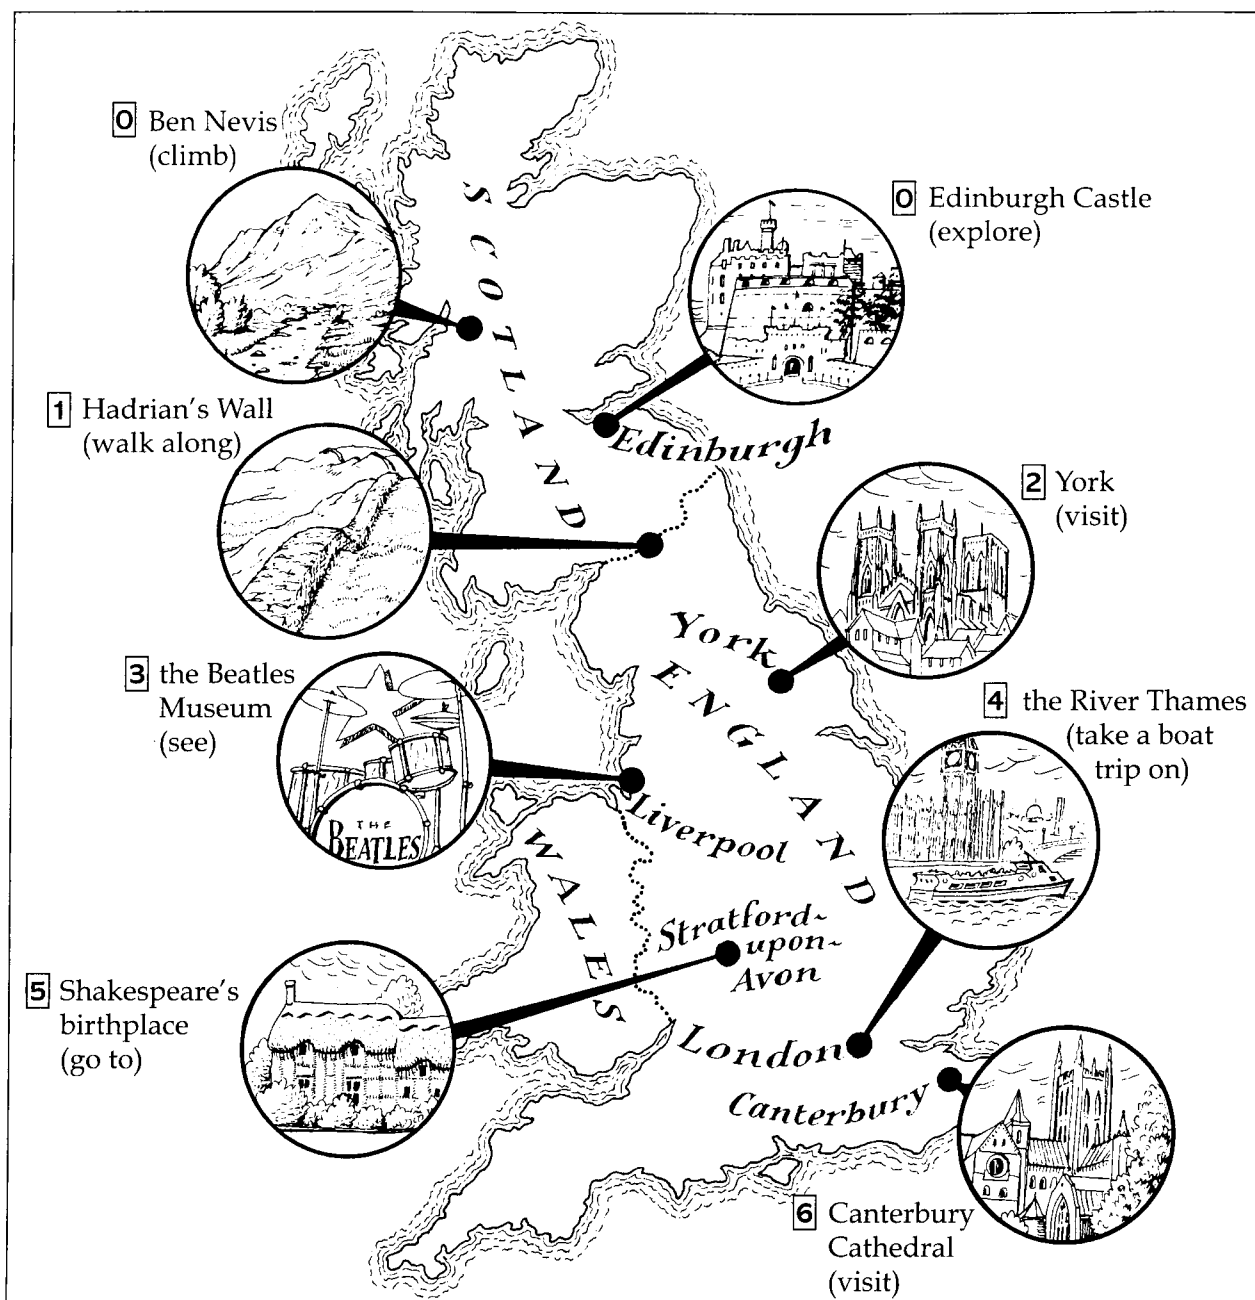 0 Ben Nevis
(climb)
0 Edinburgh Castle
(explore)
SCOTLAND
1 Hadrian's Wall
(walk along)
Edinburgh
2 York
(visit)
York
ENGLAND
3 the Beatles
Museum
(see)
THE
BEATLES
4 the River Thames
(take a boat
trip on)
Liverpool
WALES
Stratford-
upon-
Avon
5 Shakespeare's
birthplace
(go to)
London
Canterbury
6 Canterbury
Cathedral
(visit)